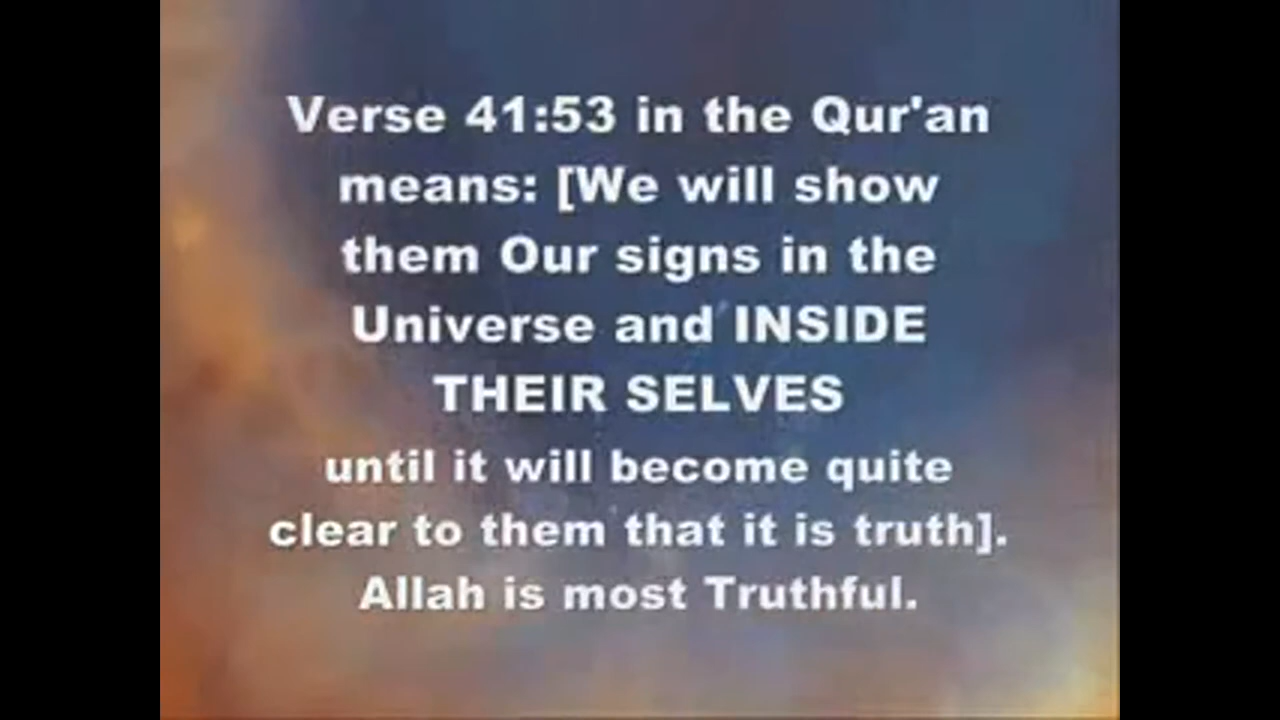 Verse 41:53 in the Qur'an
means: [We will show
them Our signs in the
Universe and INSIDE
THEIR SELVES
until it will become quite
clear to them that it is truth].
Allah is most Truthful.